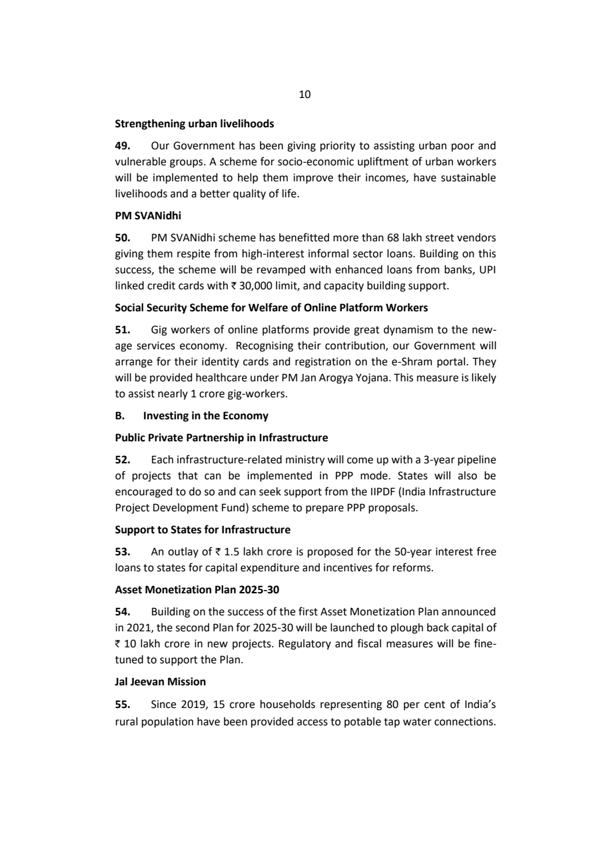 10
Strengthening urban livelihoods
49. Our Government has been giving priority to assisting urban poor and
vulnerable groups. A scheme for socio-economic upliftment of urban workers
will be implemented to help them improve their incomes, have sustainable
livelihoods and a better quality of life.
PM SVANidhi
50. PM SVANidhi scheme has benefitted more than 68 lakh street vendors
giving them respite from high-interest informal sector loans. Building on this
success, the scheme will be revamped with enhanced loans from banks, UPI
linked credit cards with ₹ 30,000 limit, and capacity building support.
Social Security Scheme for Welfare of Online Platform Workers
51. Gig workers of online platforms provide great dynamism to the new-
age services economy. Recognising their contribution, our Government will
arrange for their identity cards and registration on the e-Shram portal. They
will be provided healthcare under PM Jan Arogya Yojana. This measure is likely
to assist nearly 1 crore gig-workers.
B. Investing in the Economy
Public Private Partnership in Infrastructure
52. Each infrastructure-related ministry will come up with a 3-year pipeline
of projects that can be implemented in PPP mode. States will also be
encouraged to do so and can seek support from the IIPDF (India Infrastructure
Project Development Fund) scheme to prepare PPP proposals.
Support to States for Infrastructure
53. An outlay of ₹ 1.5 lakh crore is proposed for the 50-year interest free
loans to states for capital expenditure and incentives for reforms.
Asset Monetization Plan 2025-30
54. Building on the success of the first Asset Monetization Plan announced
in 2021, the second Plan for 2025-30 will be launched to plough back capital of
₹ 10 lakh crore in new projects. Regulatory and fiscal measures will be fine-
tuned to support the Plan.
Jal Jeevan Mission
55. Since 2019, 15 crore households representing 80 per cent of India's
rural population have been provided access to potable tap water connections.